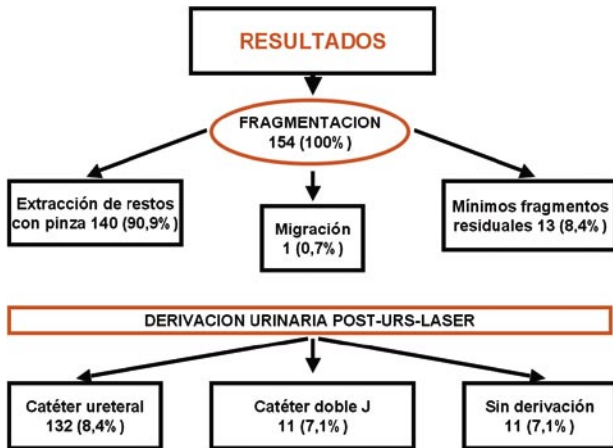 RESULTADOS
FRAGMENTACION
154 (100%)
Extracción de restos
con pinza 140 (90,9%)
Migración
1 (0,7%)
Mínimos fragmentos
residuales 13 (8,4%)
DERIVACION URINARIA POST-URS-LASER
Catéter ureteral
132 (8,4%)
Catéter doble J
11 (7,1%)
Sin derivación
11 (7,1%)